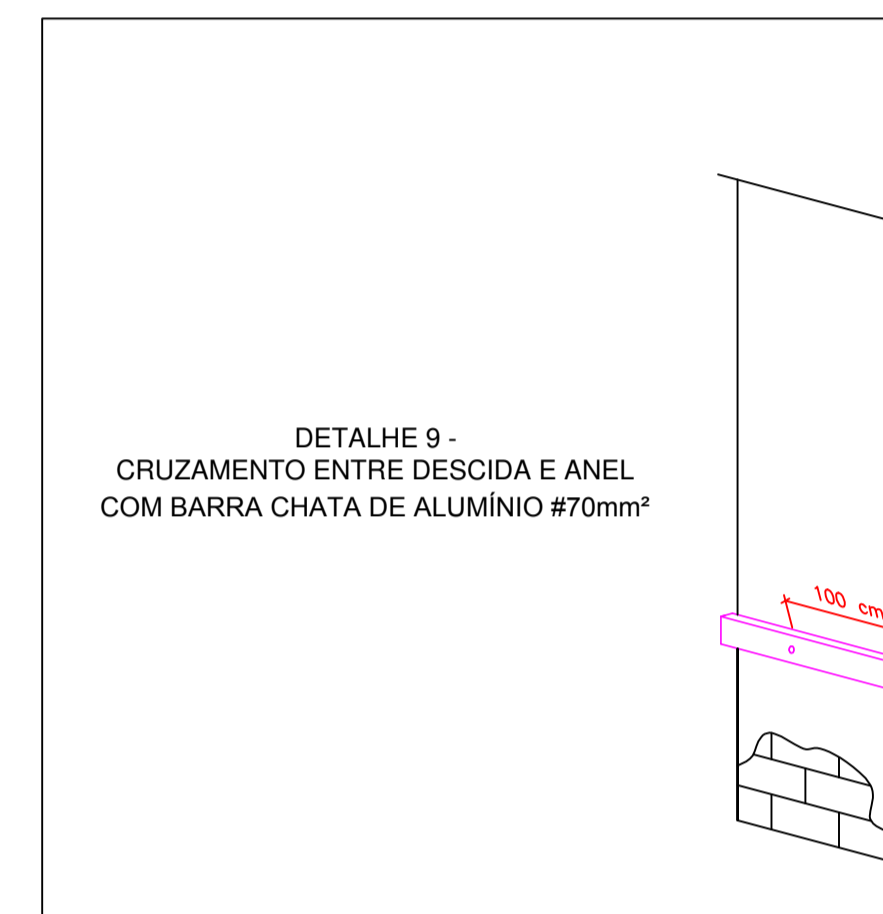 DETALHE 9 -
CRUZAMENTO ENTRE DESCIDA E ANEL
COM BARRA CHATA DE ALUMÍNIO #70mm²
100 cm